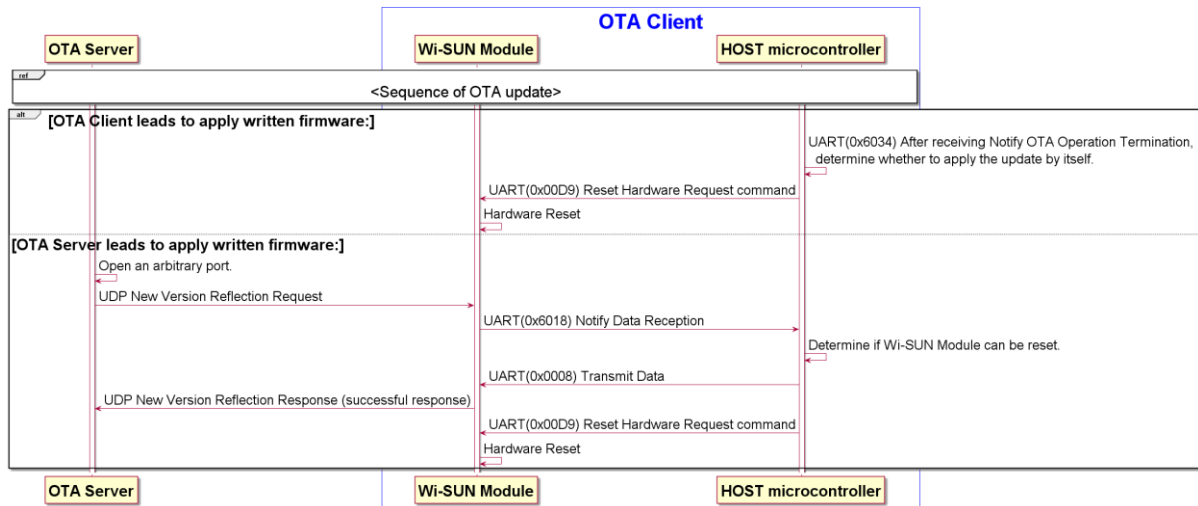 OTA Client
OTA Server
Wi-SUN Module
HOST microcontroller
ref
<Sequence of OTA update>
alt
[OTA Client leads to apply written firmware:]
UART(0x6034) After receiving Notify OTA Operation Termination,
determine whether to apply the update by itself.
UART(0x00D9) Reset Hardware Request command
Hardware Reset
[OTA Server leads to apply written firmware:]
Open an arbitrary port.
UDP New Version Reflection Request
UART(0x6018) Notify Data Reception
Determine if Wi-SUN Module can be reset.
UART(0x0008) Transmit Data
UDP New Version Reflection Response (successful response)
UART(0x00D9) Reset Hardware Request command
Hardware Reset
OTA Server
Wi-SUN Module
HOST microcontroller